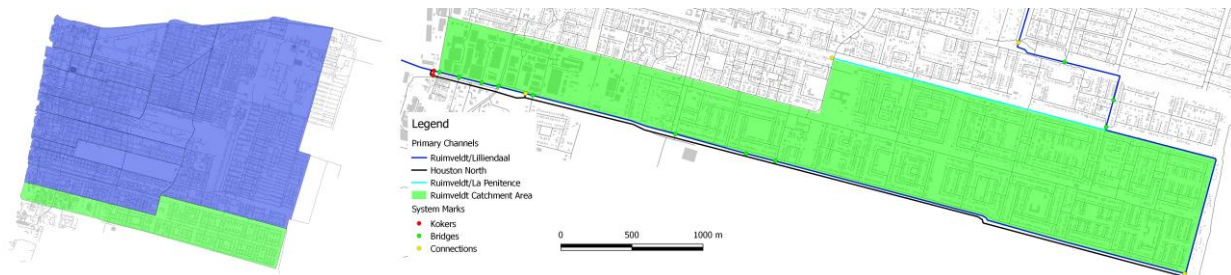 Legend
Primary Channels
Ruimveldt/Lilliendaal
Houston North
Ruimveldt/La Penitence
Ruimveldt Catchment Area
System Marks
Kokers
Bridges
Connections
0 500 1000 m